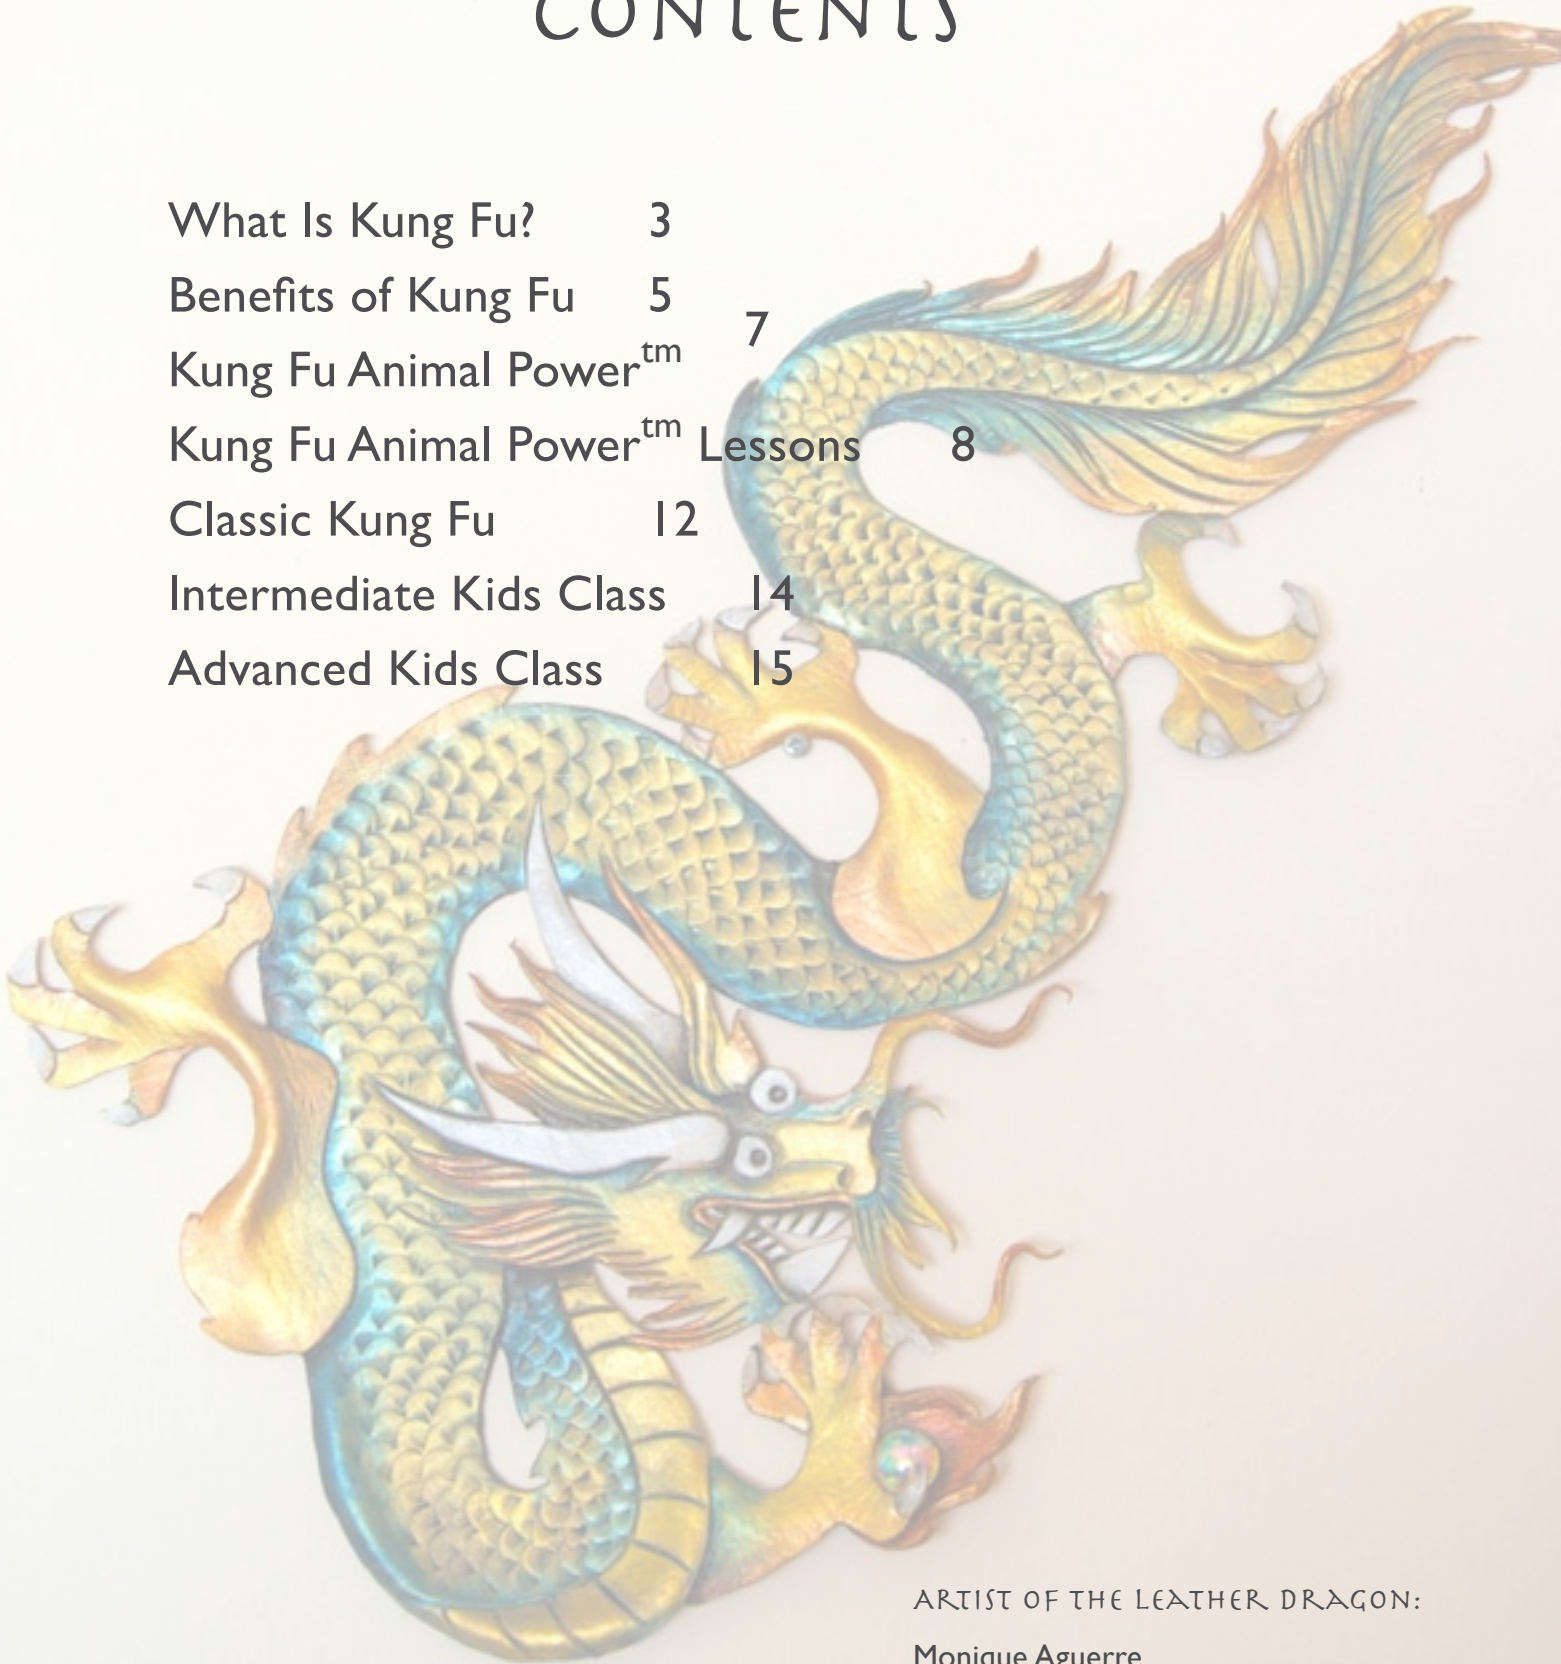 CONTENTS
What Is Kung Fu? 3
Benefits of Kung Fu 5
Kung Fu Animal Power™ 7
Kung Fu Animal Power™ Lessons 8
Classic Kung Fu 12
Intermediate Kids Class 14
Advanced Kids Class 15
ARTIST OF THE LEATHER DRAGON:
Monique Aguerre